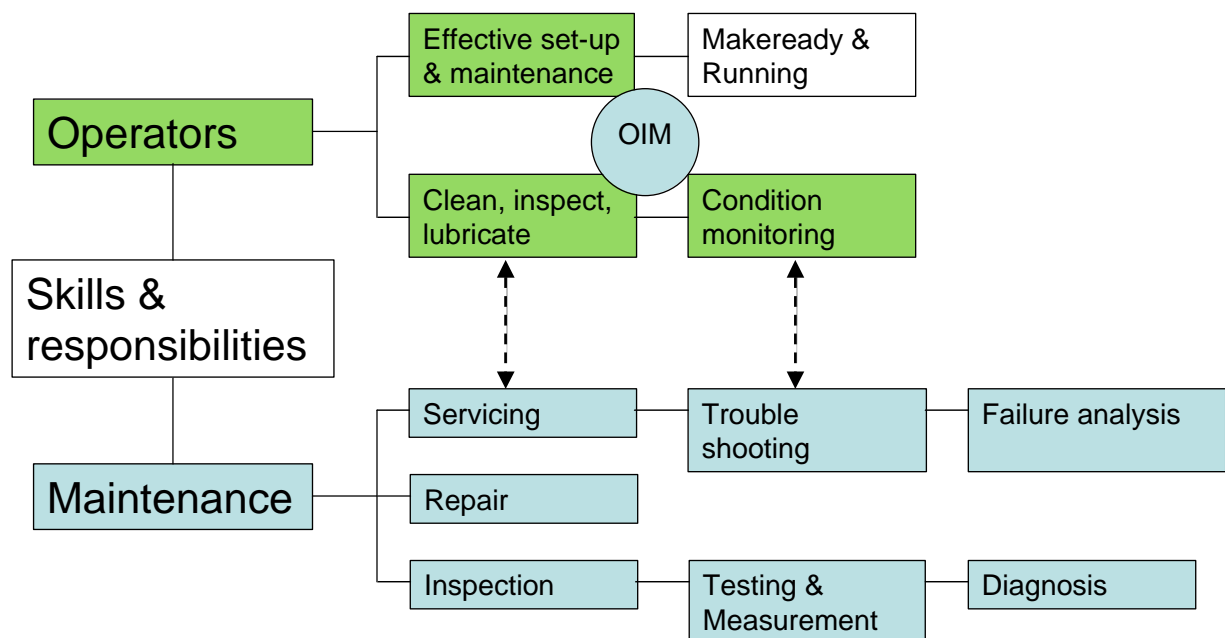 Effective set-up
& maintenance
Makeready &
Running
Operators
OIM
Clean, inspect,
lubricate
Condition
monitoring
Skills &
responsibilities
Servicing
Trouble
shooting
Failure analysis
Maintenance
Repair
Inspection
Testing &
Measurement
Diagnosis